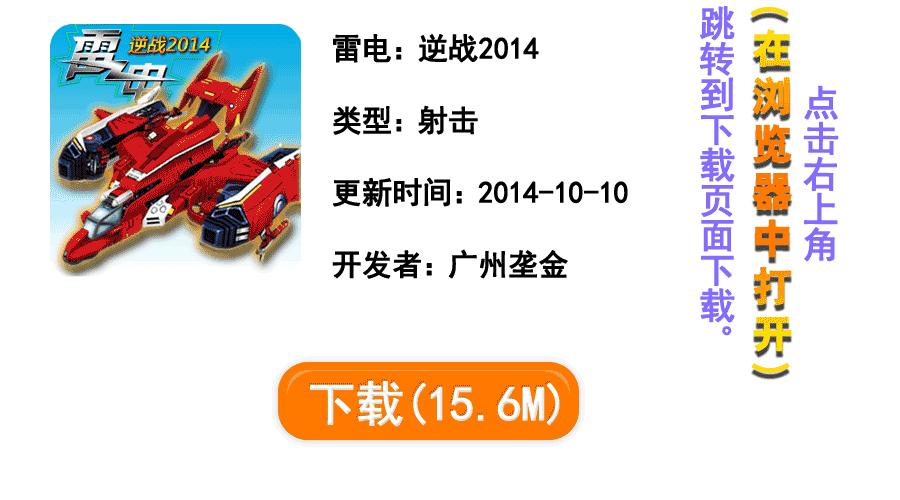 雷电
逆战2014
雷电：逆战2014
类型：射击
更新时间：2014-10-10
开发者：广州垄金
下载(15.6M)
点击右上角
(在浏览器中打开)
跳转到下载页面下载。